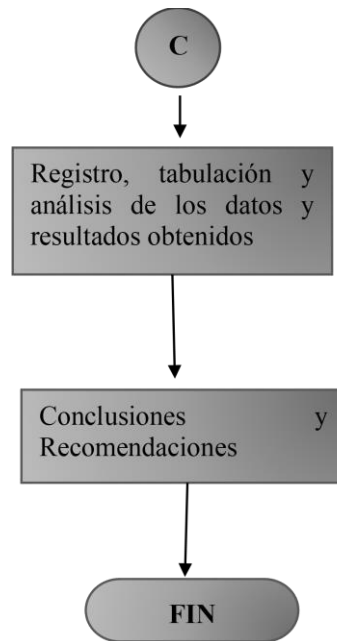 C
Registro, tabulación y
análisis de los datos y
resultados obtenidos
Conclusiones y
Recomendaciones
FIN